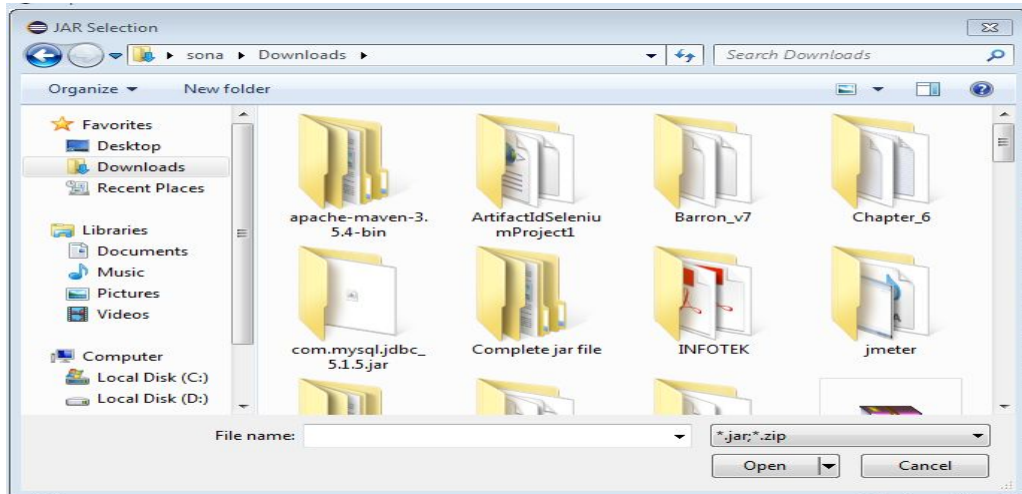 JAR Selection
sona Downloads
Search Downloads
Organize New folder
Favorites
Desktop
Downloads
Recent Places
Libraries
Documents
Music
Pictures
Videos
Computer
Local Disk (C:)
Local Disk (D:)
apache-maven-3.
5.4-bin
ArtifactIdSeleniu
mProject1
Barron_v7
Chapter_6
com.mysql.jdbc_
5.1.5.jar
Complete jar file
INFOTEK
jmeter
File name:
*.jar;*.zip
Open
Cancel